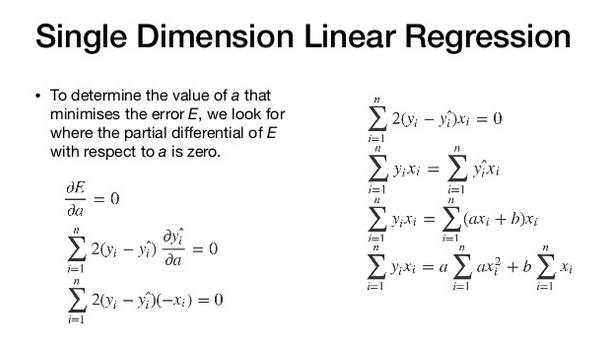 Single Dimension Linear Regression
• To determine the value of a that
minimises the error E, we look for
where the partial differential of E
with respect to a is zero.
∂E/∂a = 0
∑_{i=1}^{n} 2(y_i − ŷ_i) ∂ŷ_i/∂a = 0
∑_{i=1}^{n} 2(y_i − ŷ_i)(−x_i) = 0
∑_{i=1}^{n} 2(y_i − ŷ_i)x_i = 0
∑_{i=1}^{n} y_i x_i = ∑_{i=1}^{n} ŷ_i x_i
∑_{i=1}^{n} y_i x_i = ∑_{i=1}^{n} (ax_i + b)x_i
∑_{i=1}^{n} y_i x_i = a ∑_{i=1}^{n} ax_i^2 + b ∑_{i=1}^{n} x_i